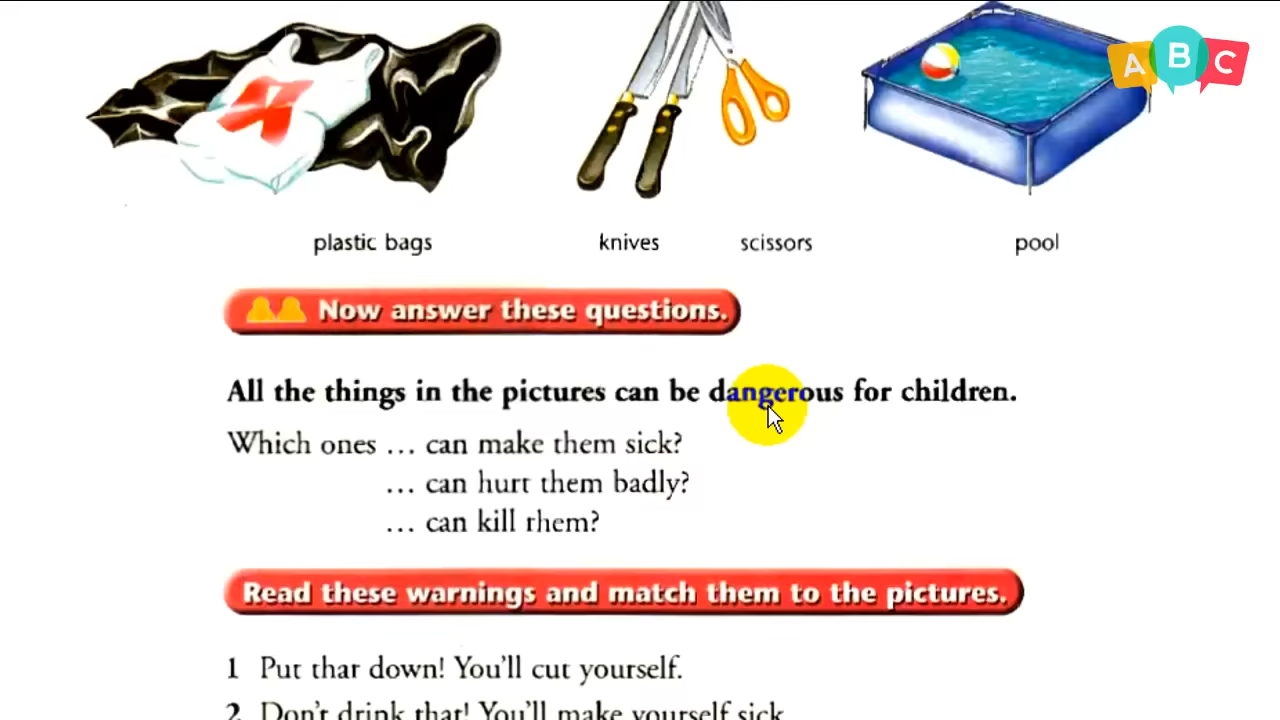 A B C
plastic bags knives scissors pool
Now answer these questions.
All the things in the pictures can be dangerous for children.
Which ones … can make them sick?
… can hurt them badly?
… can kill them?
Read these warnings and match them to the pictures.
1 Put that down! You'll cut yourself.
2 Don't drink that! You'll make yourself sick